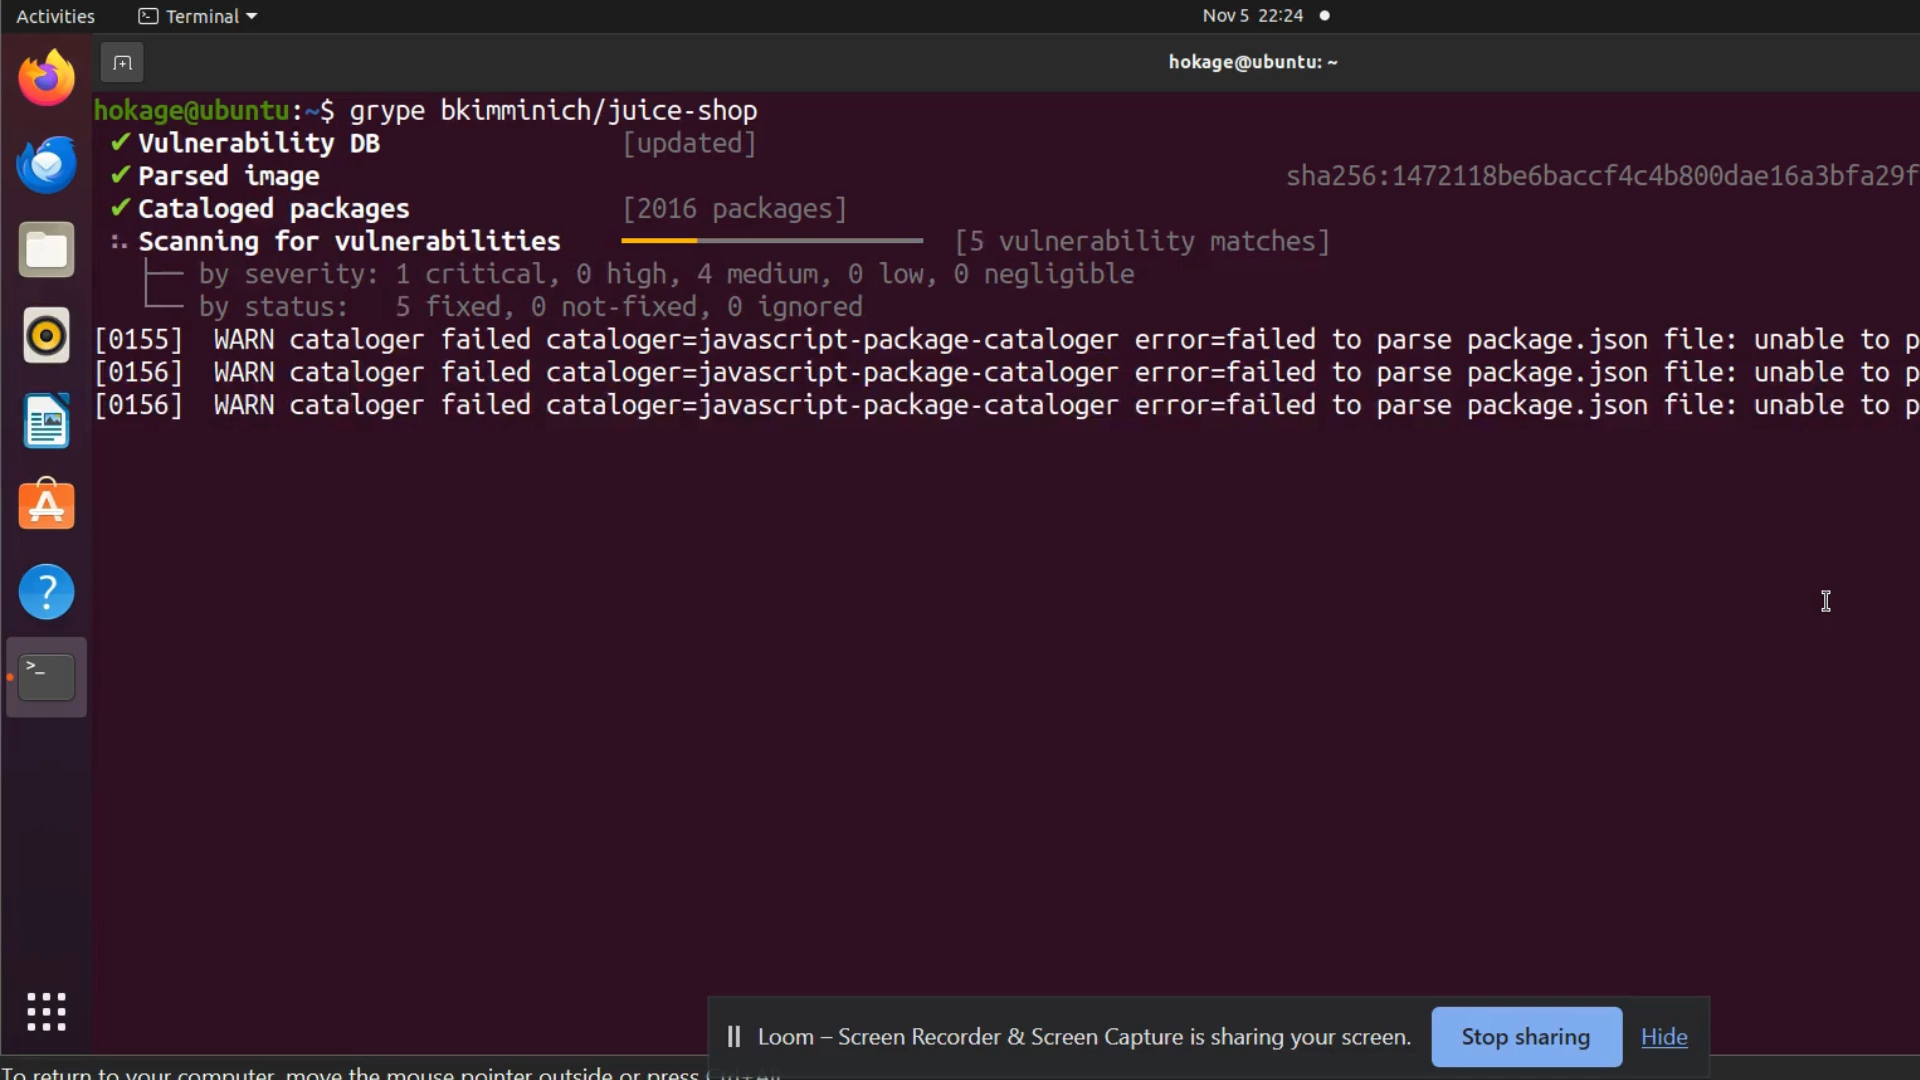 Activities
Terminal
Nov 5 22:24
hokage@ubuntu: ~
hokage@ubuntu:~$ grype bkimminich/juice-shop
✔ Vulnerability DB [updated]
✔ Parsed image sha256:1472118be6baccf4c4b800dae16a3bfa29f
✔ Cataloged packages [2016 packages]
Scanning for vulnerabilities [5 vulnerability matches]
├── by severity: 1 critical, 0 high, 4 medium, 0 low, 0 negligible
└── by status: 5 fixed, 0 not-fixed, 0 ignored
[0155] WARN cataloger failed cataloger=javascript-package-cataloger error=failed to parse package.json file: unable to p
[0156] WARN cataloger failed cataloger=javascript-package-cataloger error=failed to parse package.json file: unable to p
[0156] WARN cataloger failed cataloger=javascript-package-cataloger error=failed to parse package.json file: unable to p
Loom – Screen Recorder & Screen Capture is sharing your screen.
Stop sharing
Hide
To return to your computer, move the mouse pointer outside or press